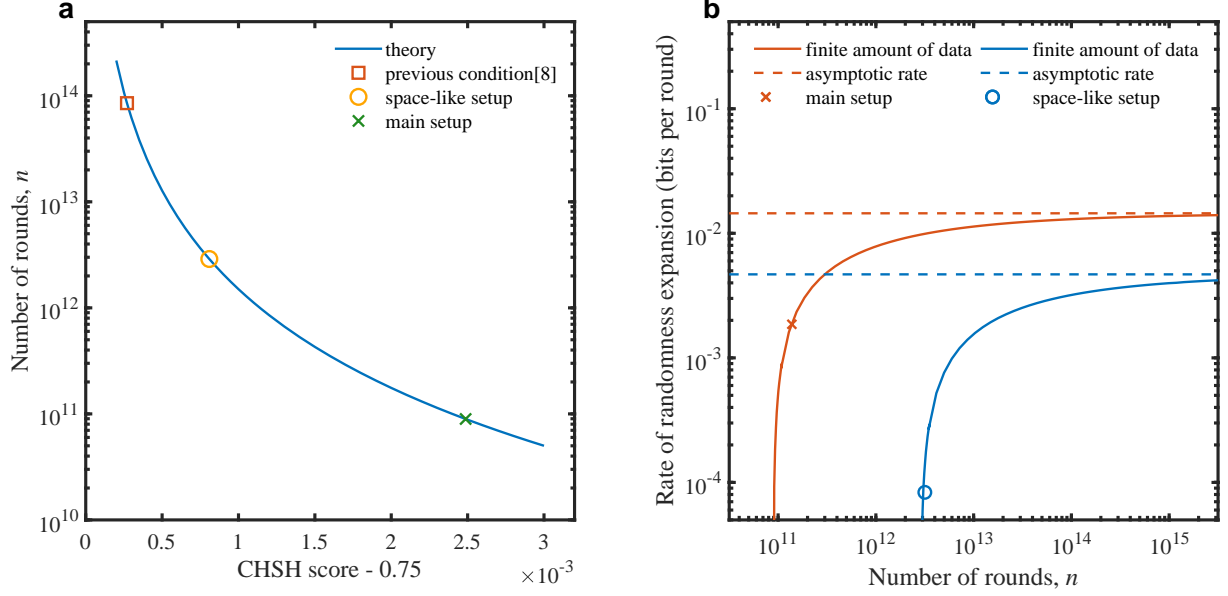 a
theory
previous condition[8]
space-like setup
main setup
Number of rounds, n
10^14
10^13
10^12
10^11
10^10
0 0.5 1 1.5 2 2.5 3
CHSH score - 0.75
×10^-3
b
finite amount of data finite amount of data
asymptotic rate asymptotic rate
main setup space-like setup
Rate of randomness expansion (bits per round)
10^-1
10^-2
10^-3
10^-4
10^11 10^12 10^13 10^14 10^15
Number of rounds, n